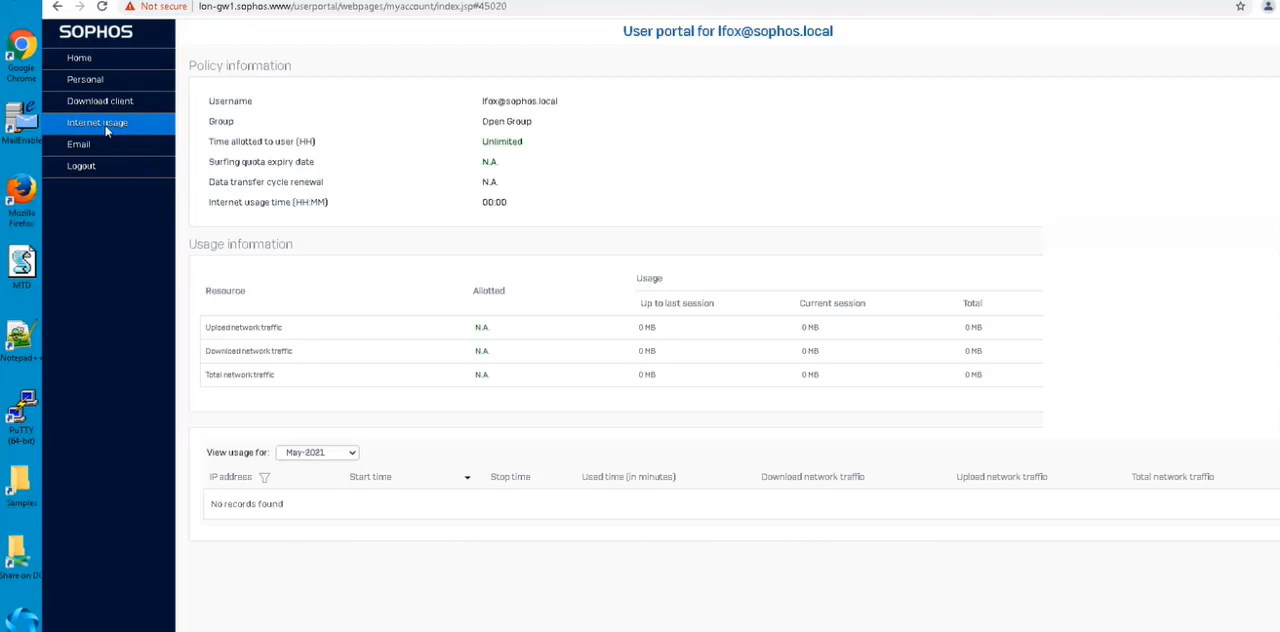 Not secure lon-gw1.sophos.www/userportal/webpages/myaccount/index.jsp#45020
SOPHOS
User portal for lfox@sophos.local
Google
Chrome
MailEnable
Mozilla
Firefox
MTD
Notepad++
PuTTY
(64-bit)
Samples
Share on DC
Home
Personal
Download client
Internet usage
Email
Logout
Policy information
Username lfox@sophos.local
Group Open Group
Time allotted to user (HH) Unlimited
Surfing quota expiry date N.A.
Data transfer cycle renewal N.A.
Internet usage time (HH:MM) 00:00
Usage information
Usage
Resource Allotted
Up to last session Current session Total
Upload network traffic N.A. 0 MB 0 MB 0 MB
Download network traffic N.A. 0 MB 0 MB 0 MB
Total network traffic N.A. 0 MB 0 MB 0 MB
View usage for: May-2021
IP address Start time Stop time Used time (in minutes) Download network traffic Upload network traffic Total network traffic
No records found